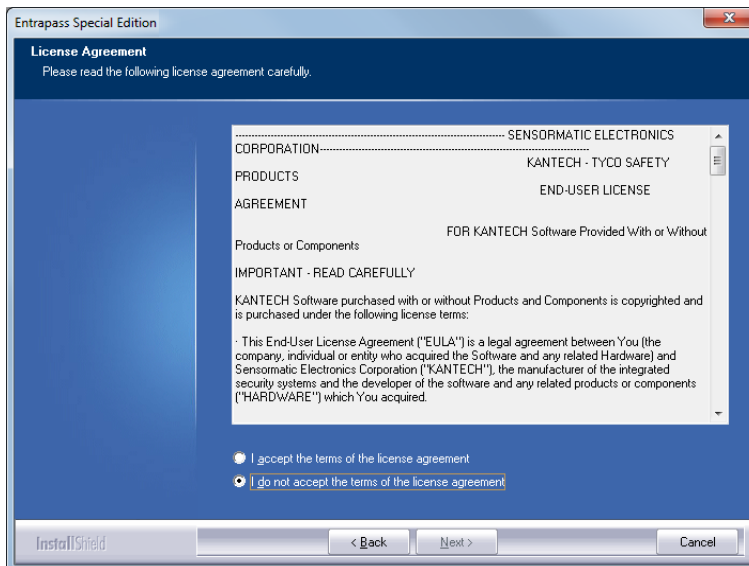 Entrapass Special Edition
License Agreement
Please read the following license agreement carefully.
------------------------------------------------------------------------------------ SENSORMATIC ELECTRONICS
CORPORATION------------------------------------------------------------------------------------
KANTECH - TYCO SAFETY
PRODUCTS
END-USER LICENSE
AGREEMENT
FOR KANTECH Software Provided With or Without
Products or Components
IMPORTANT - READ CAREFULLY
KANTECH Software purchased with or without Products and Components is copyrighted and
is purchased under the following license terms:
· This End-User License Agreement ("EULA") is a legal agreement between You (the
company, individual or entity who acquired the Software and any related Hardware) and
Sensormatic Electronics Corporation ("KANTECH"), the manufacturer of the integrated
security systems and the developer of the software and any related products or components
("HARDWARE") which You acquired.
I accept the terms of the license agreement
I do not accept the terms of the license agreement
InstallShield
< Back
Next >
Cancel